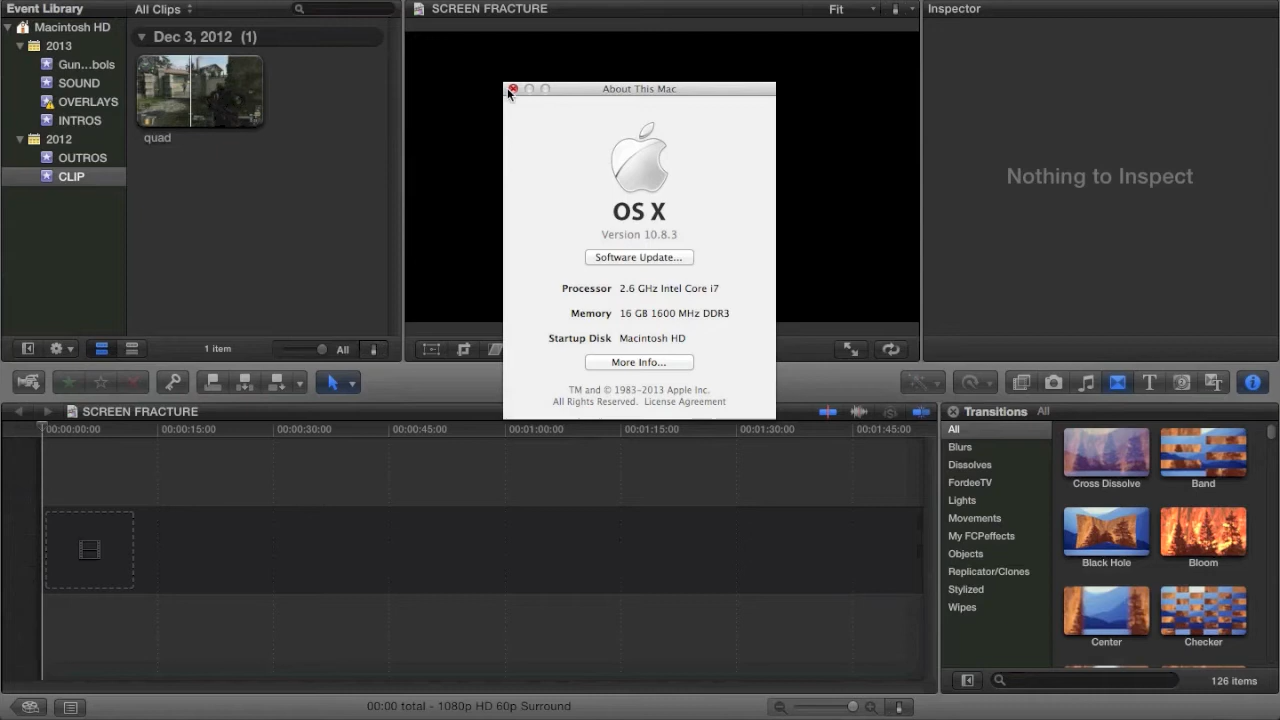 Event Library
All Clips
SCREEN FRACTURE
Fit
Inspector
Macintosh HD
2013
Gun...bols
SOUND
OVERLAYS
INTROS
2012
OUTROS
CLIP
Dec 3, 2012 (1)
quad
About This Mac
OS X
Version 10.8.3
Software Update...
Processor 2.6 GHz Intel Core i7
Memory 16 GB 1600 MHz DDR3
Startup Disk Macintosh HD
More Info...
TM and © 1983-2013 Apple Inc.
All Rights Reserved. License Agreement
Nothing to Inspect
1 item
All
SCREEN FRACTURE
00:00:00:00 00:00:15:00 00:00:30:00 00:00:45:00 00:01:00:00 00:01:15:00 00:01:30:00 00:01:45:00
Transitions All
All
Blurs
Dissolves
FordeeTV
Lights
Movements
My FCPeffects
Objects
Replicator/Clones
Stylized
Wipes
Cross Dissolve
Band
Black Hole
Bloom
Center
Checker
126 items
00:00 total - 1080p HD 60p Surround